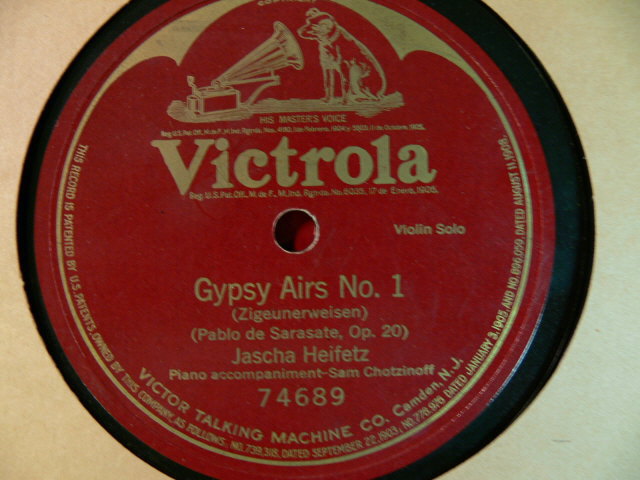 HIS MASTER'S VOICE
Victrola
Violin Solo
Gypsy Airs No. 1
(Zigeunerweisen)
(Pablo de Sarasate, Op. 20)
Jascha Heifetz
Piano accompaniment-Sam Chotzinoff
74689
VICTOR TALKING MACHINE CO. Camden, N.J.
THIS RECORD IS PATENTED BY U.S. PATENTS, OWNED BY THIS COMPANY, AS FOLLOWS, NO. 739,318, DATED SEPTEMBER 22, 1903, NO. 778,976 DATED JANUARY 3, 1905, AND NO. 896,059, DATED AUGUST 11, 1908.